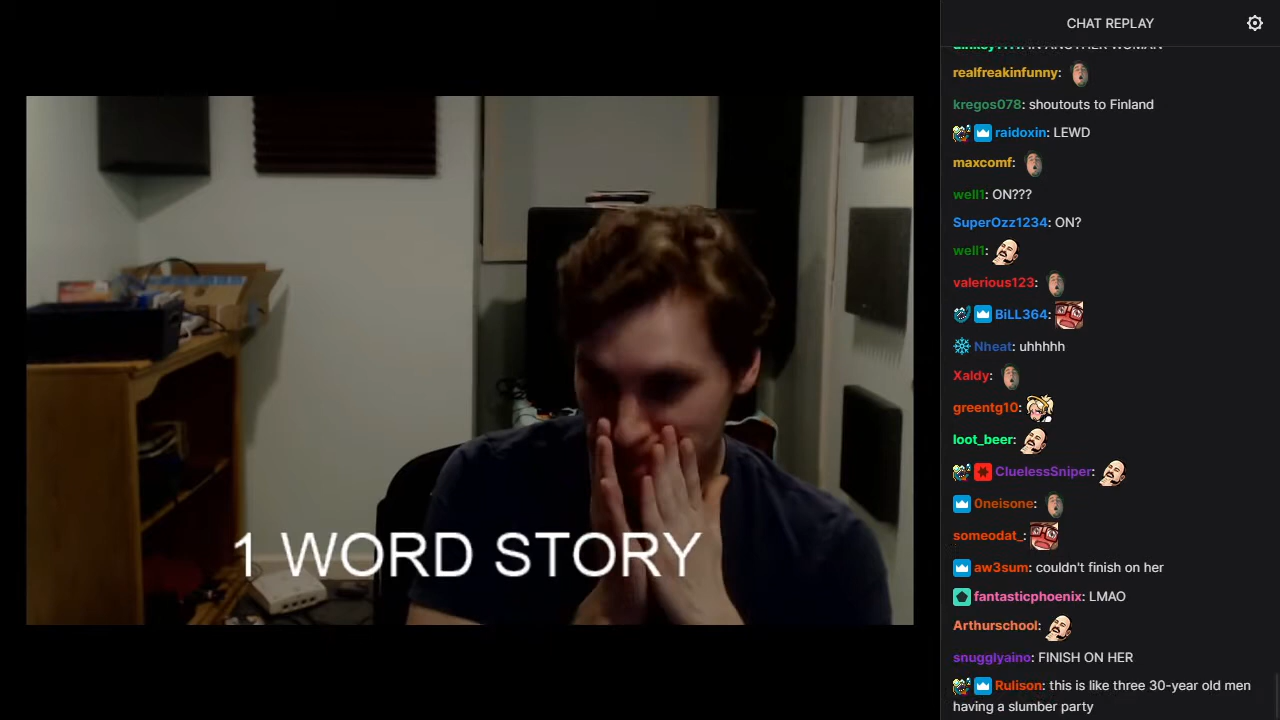 CHAT REPLAY
realfreakinfunny:
kregos078: shoutouts to Finland
raidoxin: LEWD
maxcomf:
well1: ON???
SuperOzz1234: ON?
well1:
valerious123:
BiLL364:
Nheat: uhhhhh
Xaldy:
greentg10:
loot_beer:
CluelessSniper:
0neisone:
someodat_:
aw3sum: couldn't finish on her
fantasticphoenix: LMAO
Arthurschool:
snugglyaino: FINISH ON HER
Rulison: this is like three 30-year old men
having a slumber party
1 WORD STORY